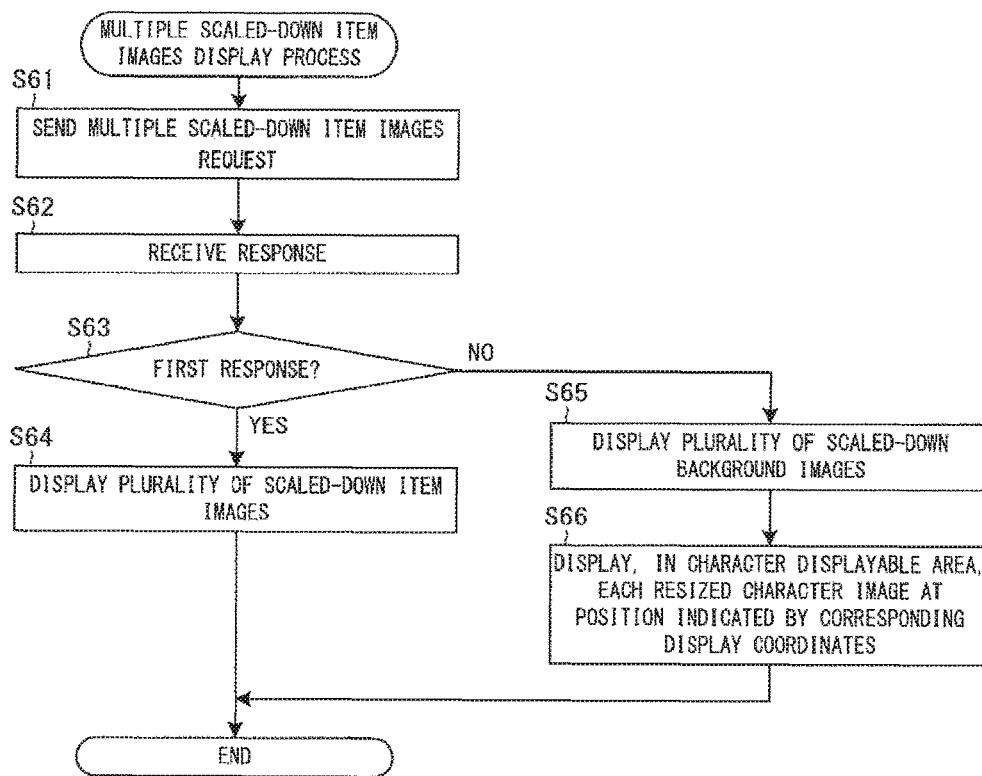 MULTIPLE SCALED-DOWN ITEM
IMAGES DISPLAY PROCESS
S61
SEND MULTIPLE SCALED-DOWN ITEM IMAGES
REQUEST
S62
RECEIVE RESPONSE
S63
FIRST RESPONSE?
NO
YES
S64
DISPLAY PLURALITY OF SCALED-DOWN ITEM
IMAGES
S65
DISPLAY PLURALITY OF SCALED-DOWN
BACKGROUND IMAGES
S66
DISPLAY, IN CHARACTER DISPLAYABLE AREA,
EACH RESIZED CHARACTER IMAGE AT
POSITION INDICATED BY CORRESPONDING
DISPLAY COORDINATES
END